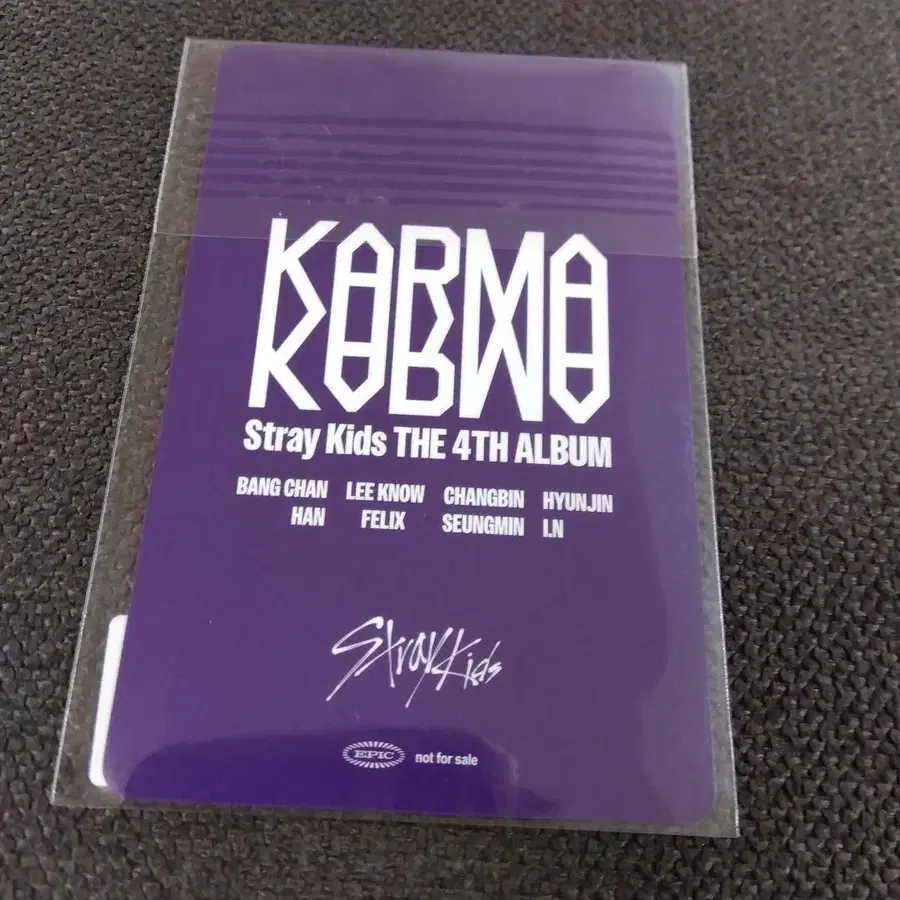 KARMA
Stray Kids THE 4TH ALBUM
BANG CHAN LEE KNOW CHANGBIN HYUNJIN
HAN FELIX SEUNGMIN I.N
Stray Kids
EPIC not for sale